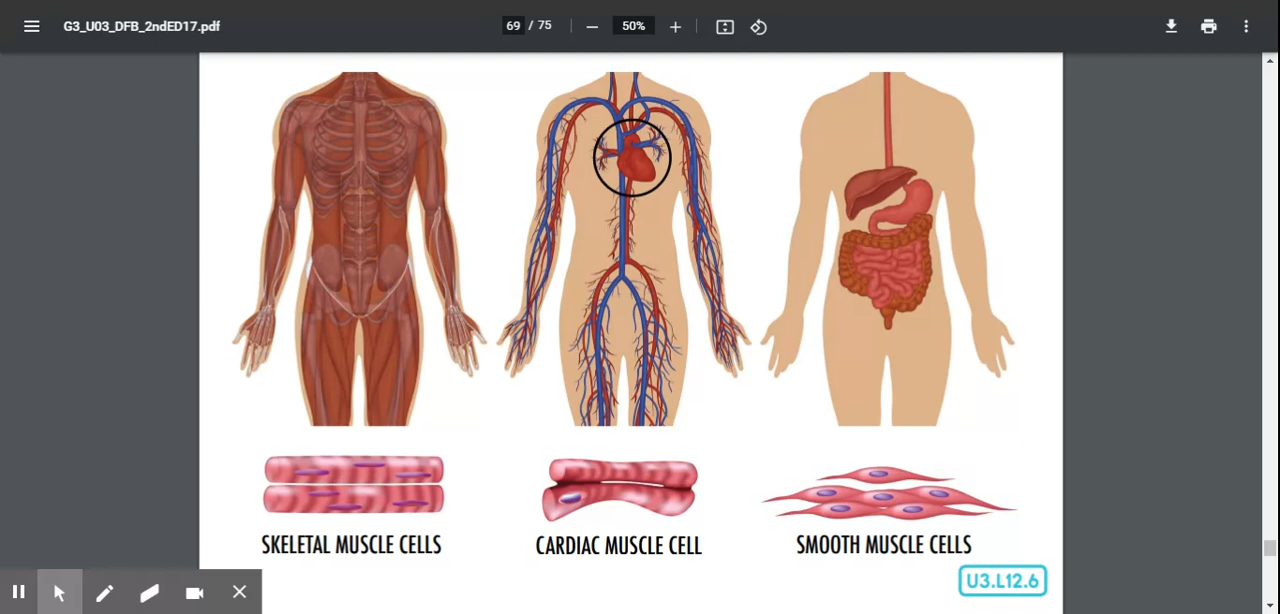 G3_U03_DFB_2ndED17.pdf
69 / 75
50%
SKELETAL MUSCLE CELLS
CARDIAC MUSCLE CELL
SMOOTH MUSCLE CELLS
U3.L12.6